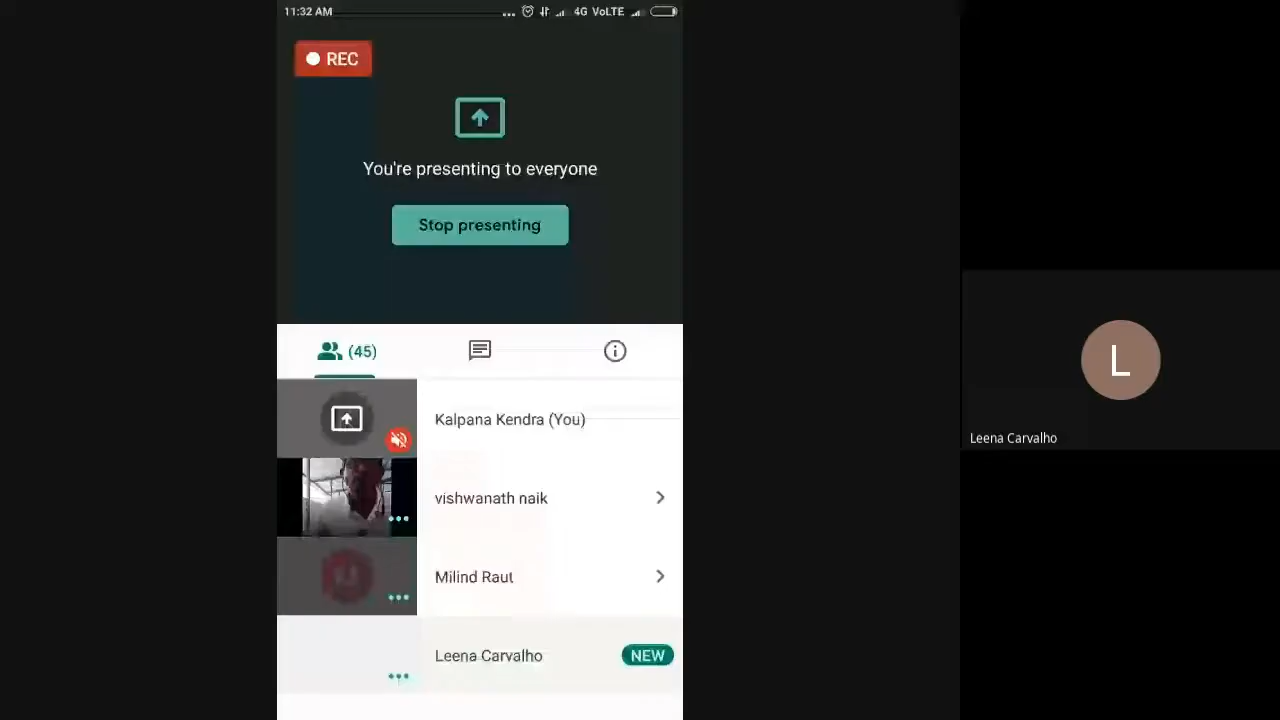 11:32 AM
4G VoLTE
REC
You're presenting to everyone
Stop presenting
(45)
Kalpana Kendra (You)
vishwanath naik
Milind Raut
Leena Carvalho
NEW
L
Leena Carvalho